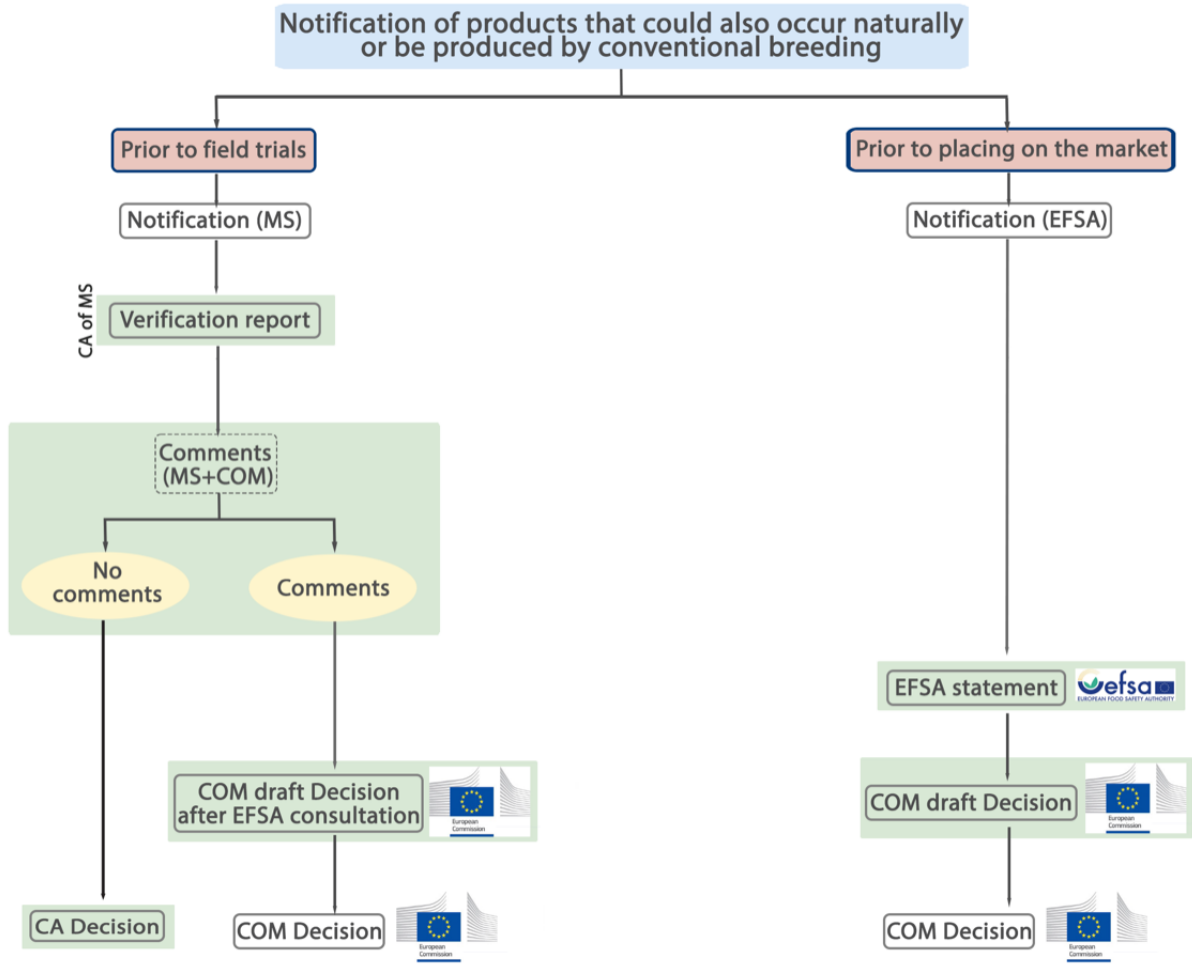 Notification of products that could also occur naturally
or be produced by conventional breeding
Prior to field trials
Prior to placing on the market
Notification (MS)
Notification (EFSA)
CA of MS
Verification report
Comments
(MS+COM)
No
comments
Comments
EFSA statement
efsa
EUROPEAN FOOD SAFETY AUTHORITY
COM draft Decision
after EFSA consultation
European
Commission
COM draft Decision
European
Commission
CA Decision
COM Decision
European
Commission
COM Decision
European
Commission